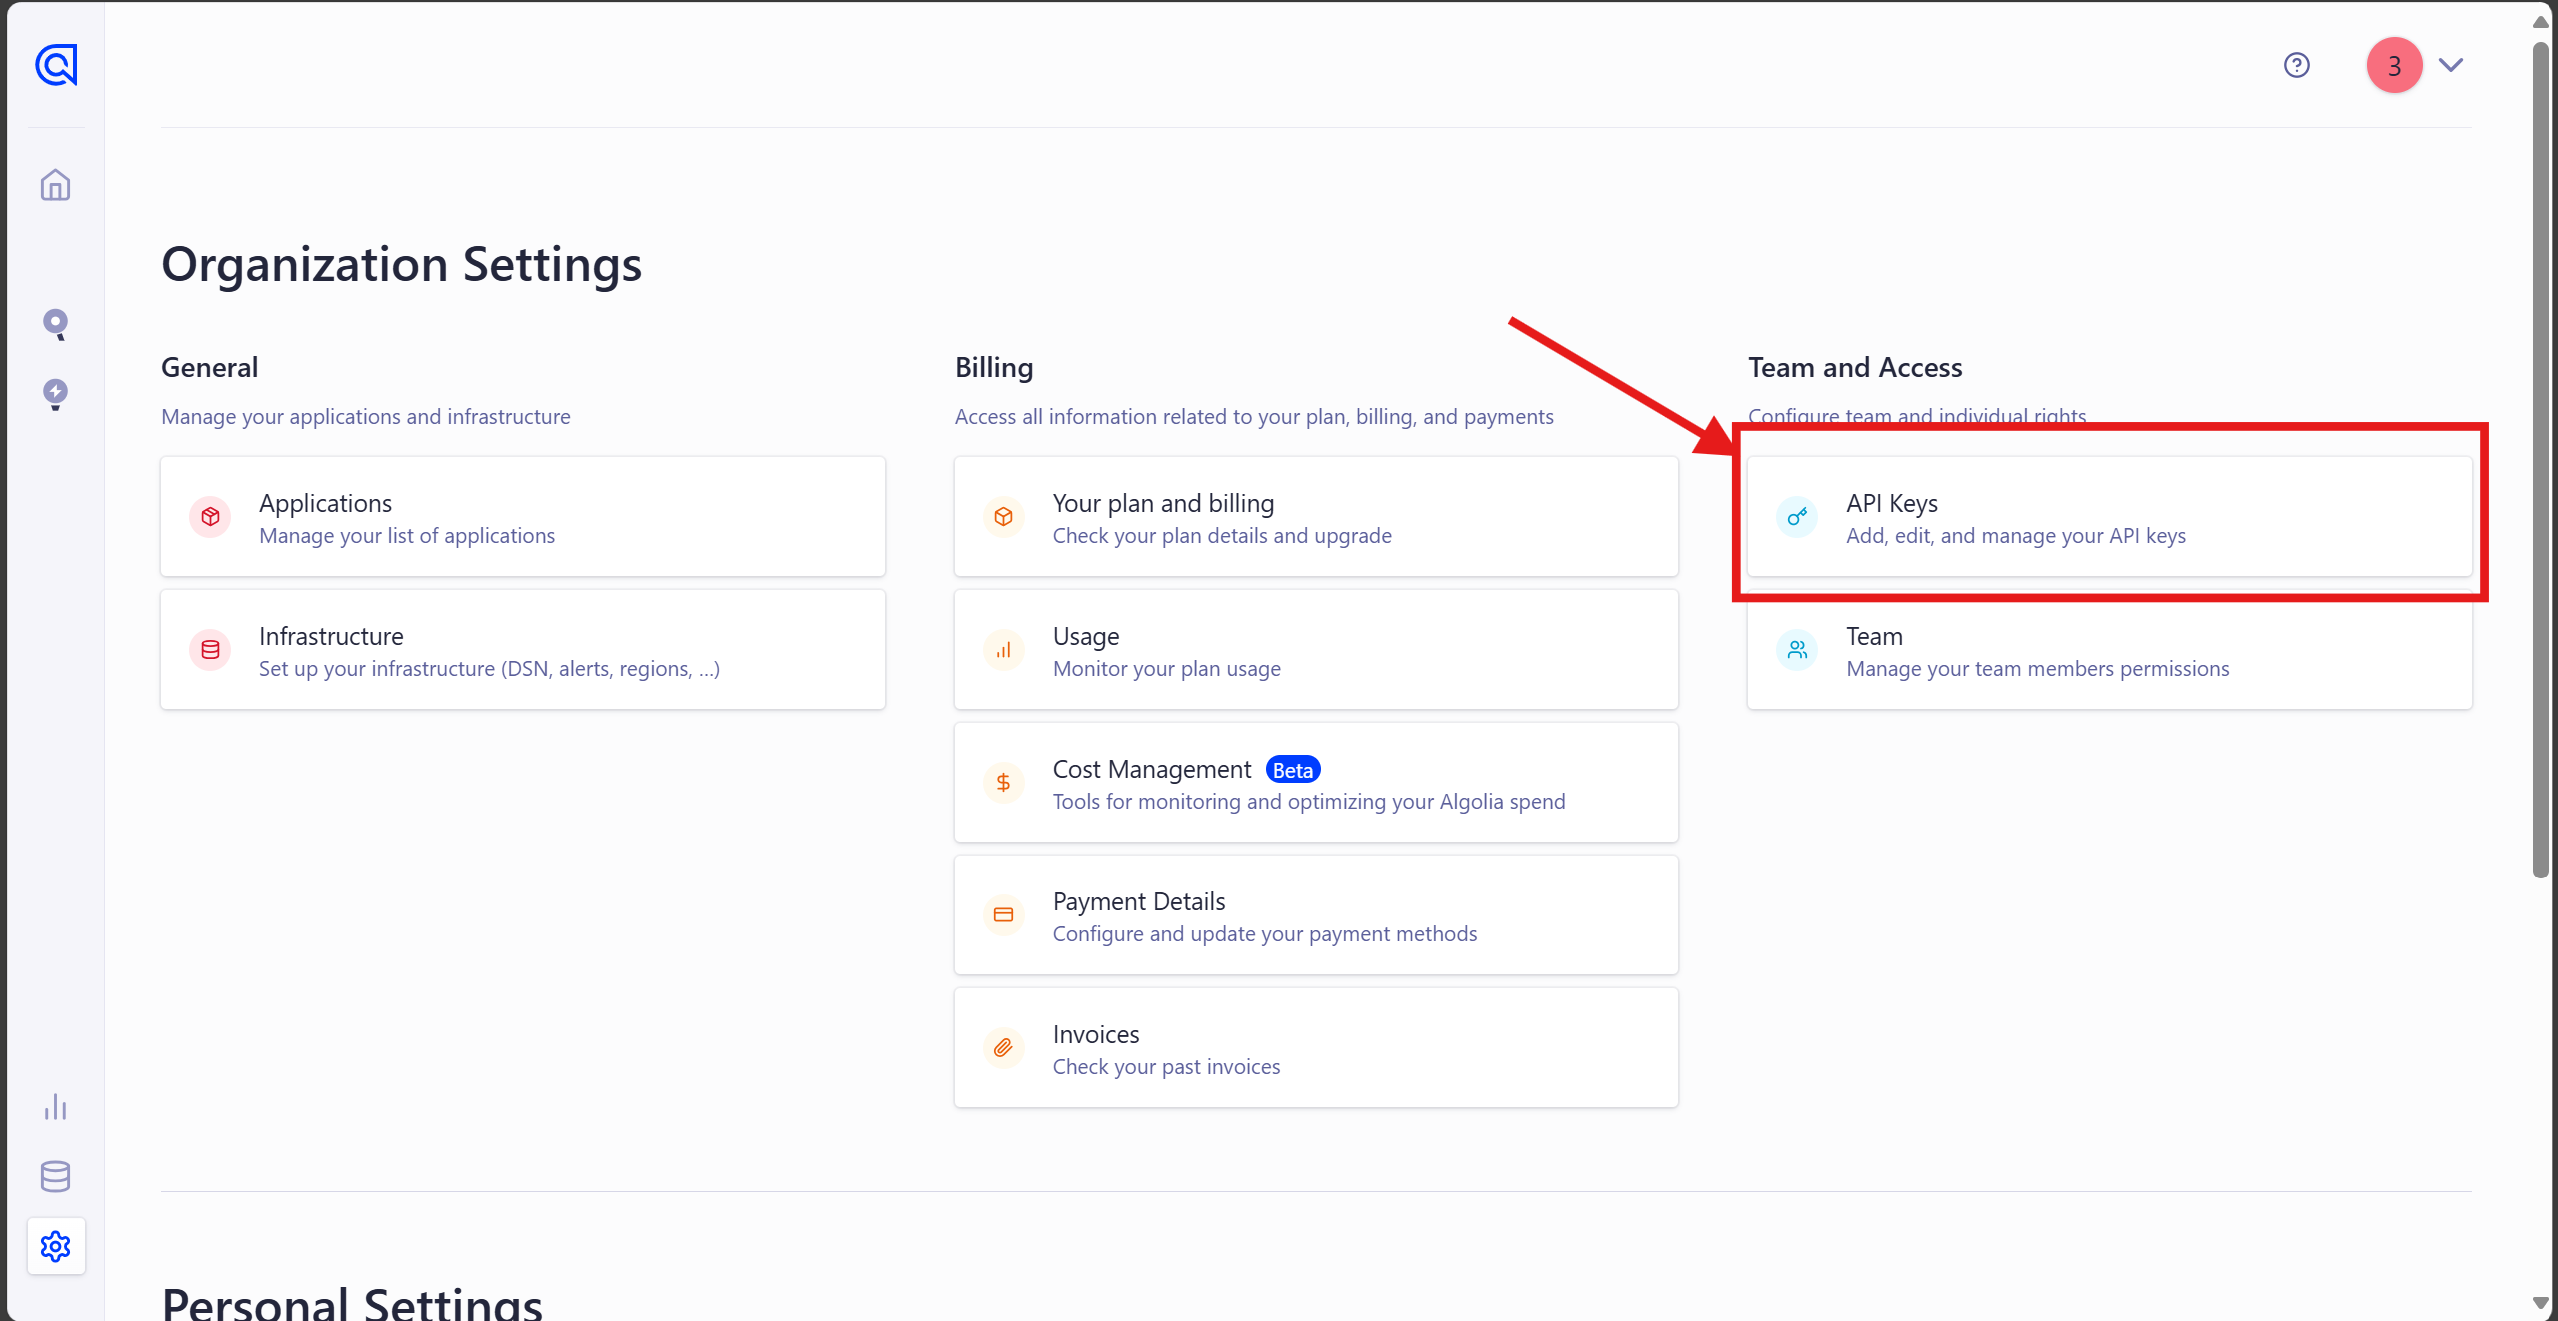 3
Organization Settings
General
Manage your applications and infrastructure
Applications
Manage your list of applications
Infrastructure
Set up your infrastructure (DSN, alerts, regions, ...)
Billing
Access all information related to your plan, billing, and payments
Your plan and billing
Check your plan details and upgrade
Usage
Monitor your plan usage
Cost Management Beta
Tools for monitoring and optimizing your Algolia spend
Payment Details
Configure and update your payment methods
Invoices
Check your past invoices
Team and Access
Configure team and individual rights
API Keys
Add, edit, and manage your API keys
Team
Manage your team members permissions
Personal Settings